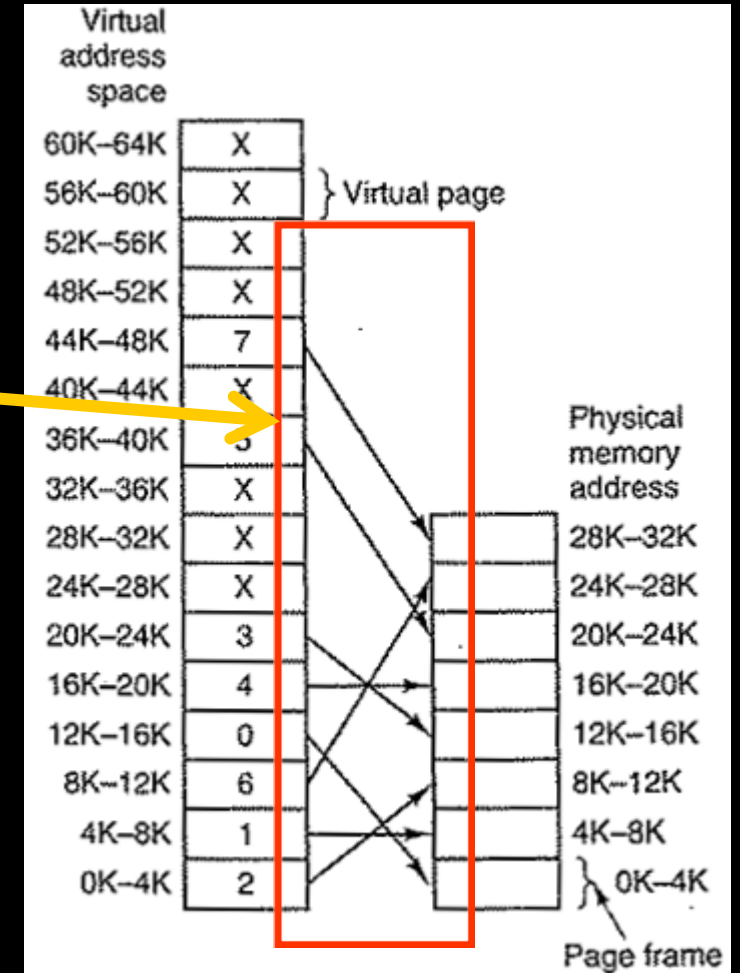 Virtual
address
space
60K–64K X
56K–60K X } Virtual page
52K–56K X
48K–52K X
44K–48K 7
40K–44K X
36K–40K 5
32K–36K X
28K–32K X
24K–28K X
20K–24K 3
16K–20K 4
12K–16K 0
8K–12K 6
4K–8K 1
0K–4K 2
Physical
memory
address
28K–32K
24K–28K
20K–24K
16K–20K
12K–16K
8K–12K
4K–8K
} 0K–4K
Page frame